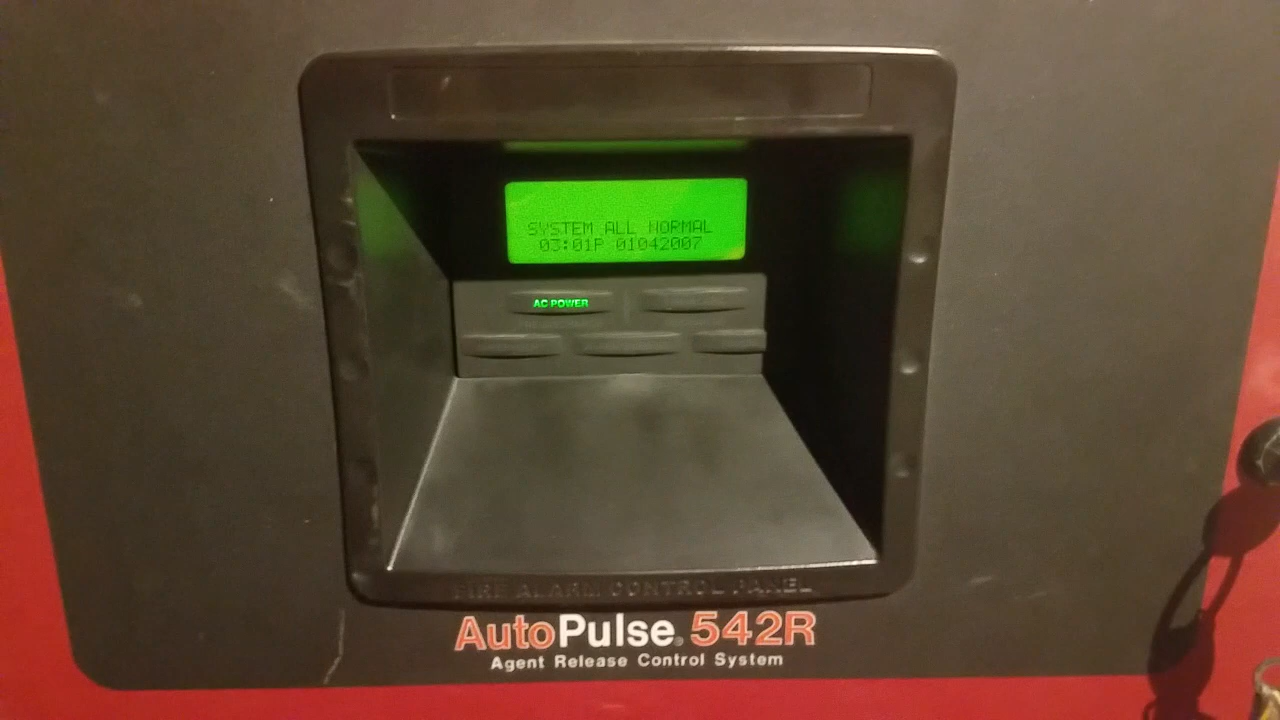 SYSTEM ALL NORMAL
03:01P 01042007
AC POWER
FIRE ALARM CONTROL PANEL
AutoPulse® 542R
Agent Release Control System